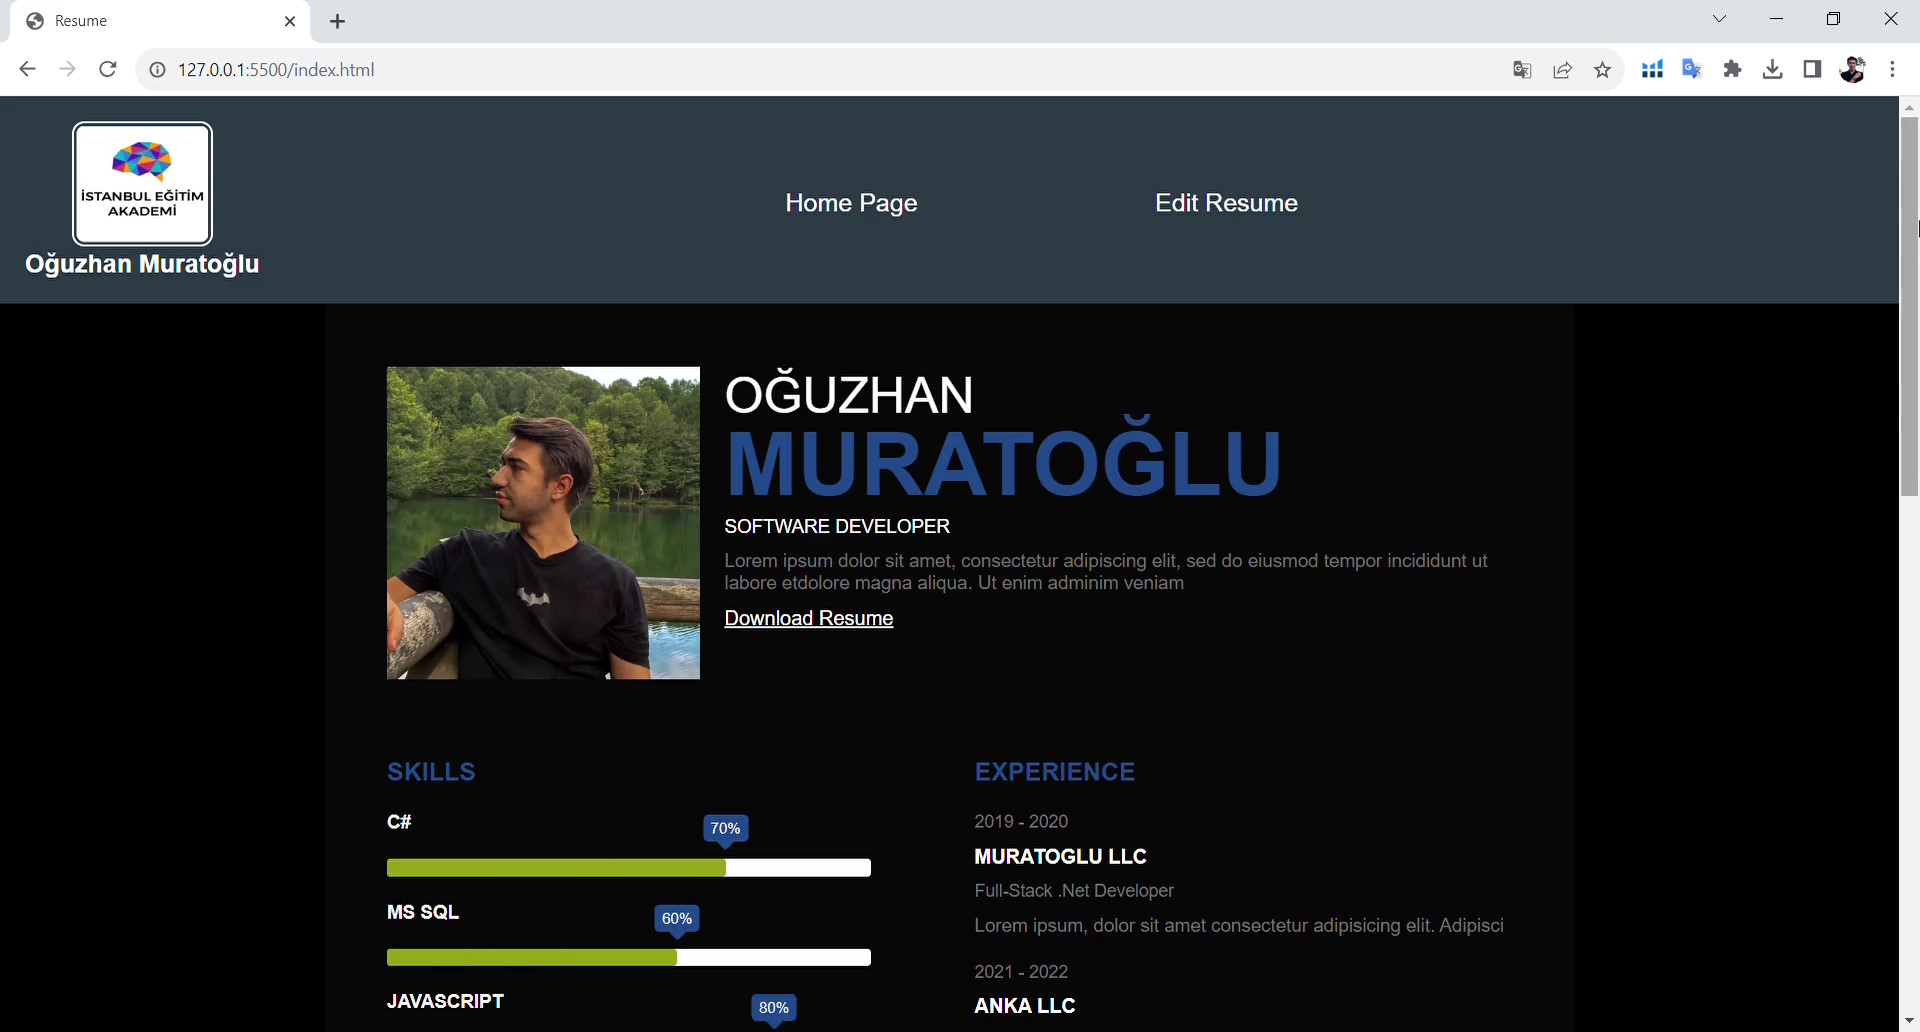 Resume
127.0.0.1:5500/index.html
İSTANBUL EĞİTİM
AKADEMİ
Oğuzhan Muratoğlu
Home Page
Edit Resume
OĞUZHAN
MURATOĞLU
SOFTWARE DEVELOPER
Lorem ipsum dolor sit amet, consectetur adipiscing elit, sed do eiusmod tempor incididunt ut
labore etdolore magna aliqua. Ut enim adminim veniam
Download Resume
SKILLS
C#
70%
MS SQL
60%
JAVASCRIPT
80%
EXPERIENCE
2019 - 2020
MURATOGLU LLC
Full-Stack .Net Developer
Lorem ipsum, dolor sit amet consectetur adipisicing elit. Adipisci
2021 - 2022
ANKA LLC